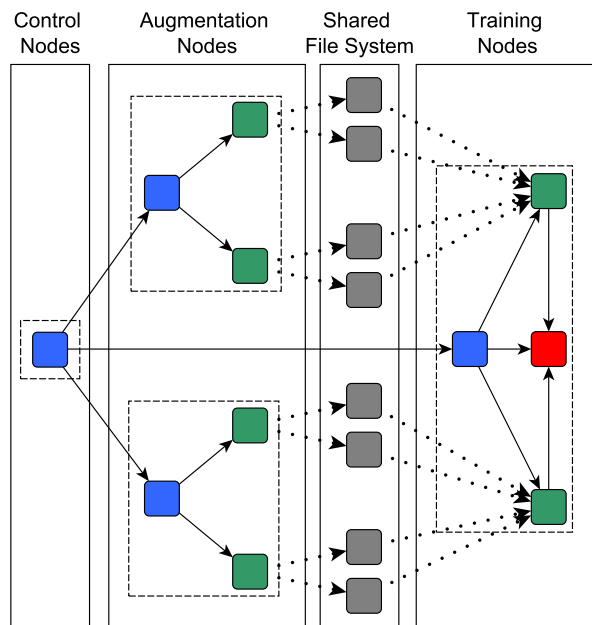 Control
Nodes
Augmentation
Nodes
Shared
File System
Training
Nodes